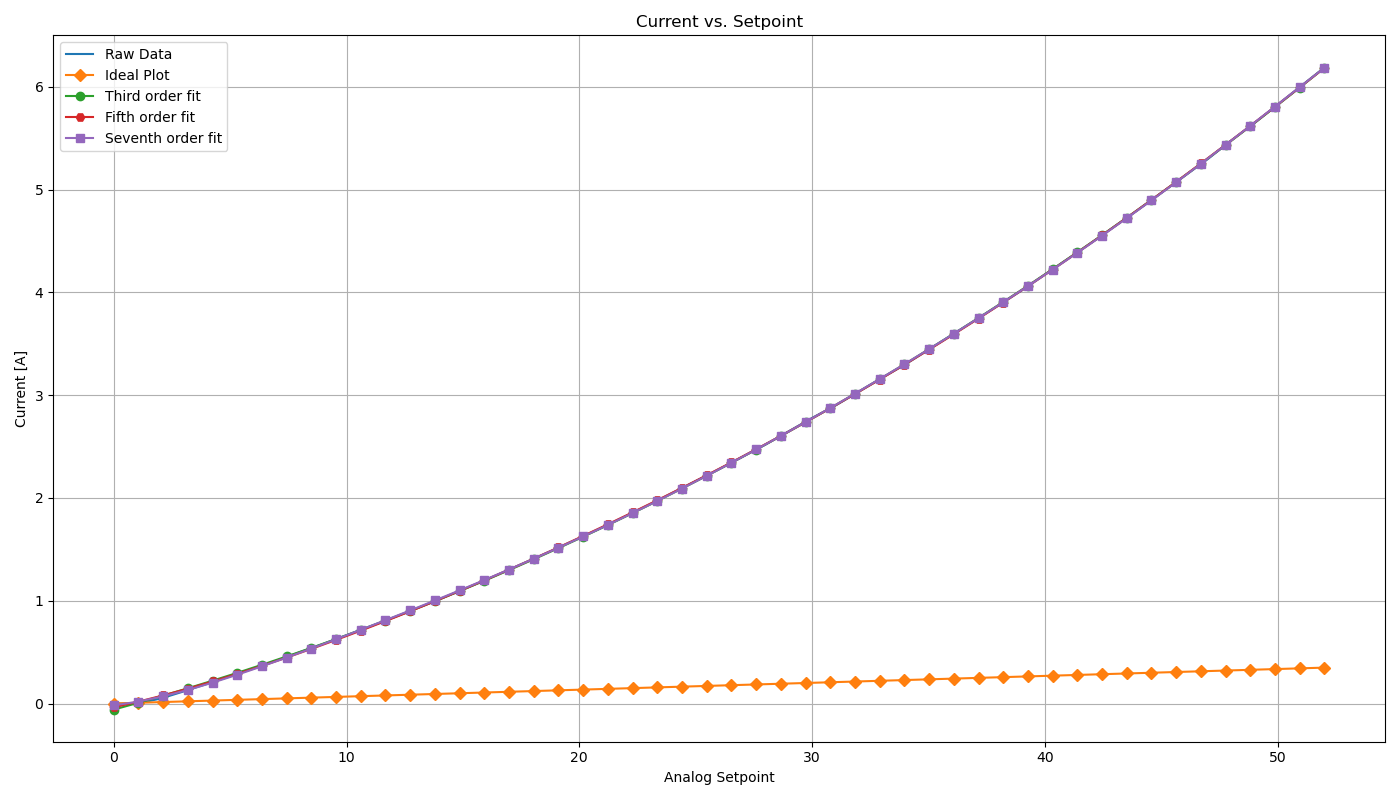 Current vs. Setpoint
Raw Data
Ideal Plot
Third order fit
Fifth order fit
Seventh order fit
6
5
4
3
2
1
0
Current [A]
0 10 20 30 40 50
Analog Setpoint